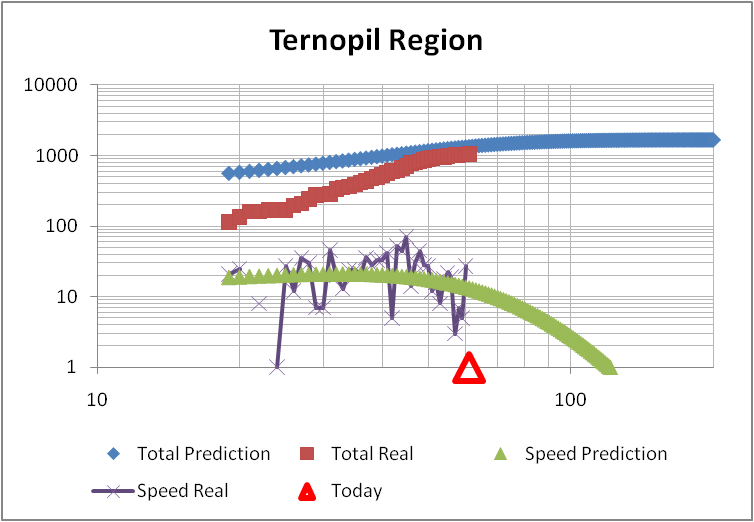 Ternopil Region
10000
1000
100
10
1
10 100
Total Prediction Total Real Speed Prediction
Speed Real Today